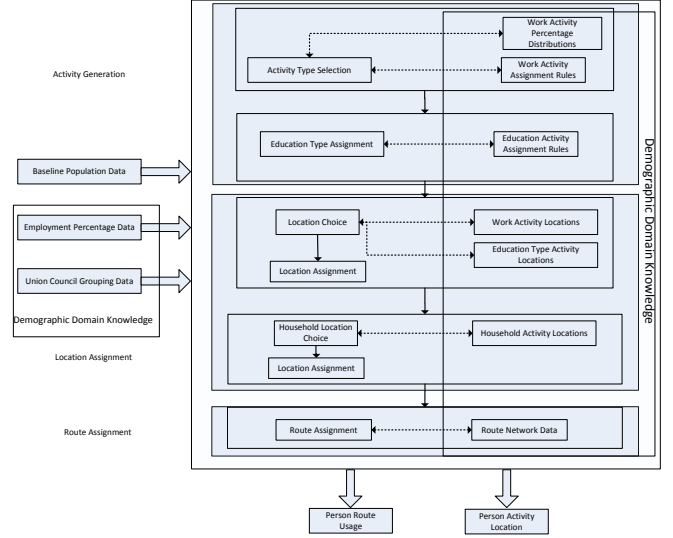 Work Activity
Percentage
Distributions
Activity Generation
Activity Type Selection
Work Activity
Assignment Rules
Education Type Assignment
Education Activity
Assignment Rules
Baseline Population Data
Employment Percentage Data
Union Council Grouping Data
Demographic Domain Knowledge
Location Choice
Work Activity Locations
Education Type Activity
Locations
Location Assignment
Household Location
Choice
Household Activity Locations
Location Assignment
Location Assignment
Route Assignment
Route Assignment
Route Network Data
Demographic Domain Knowledge
Person Route
Usage
Person Activity
Location